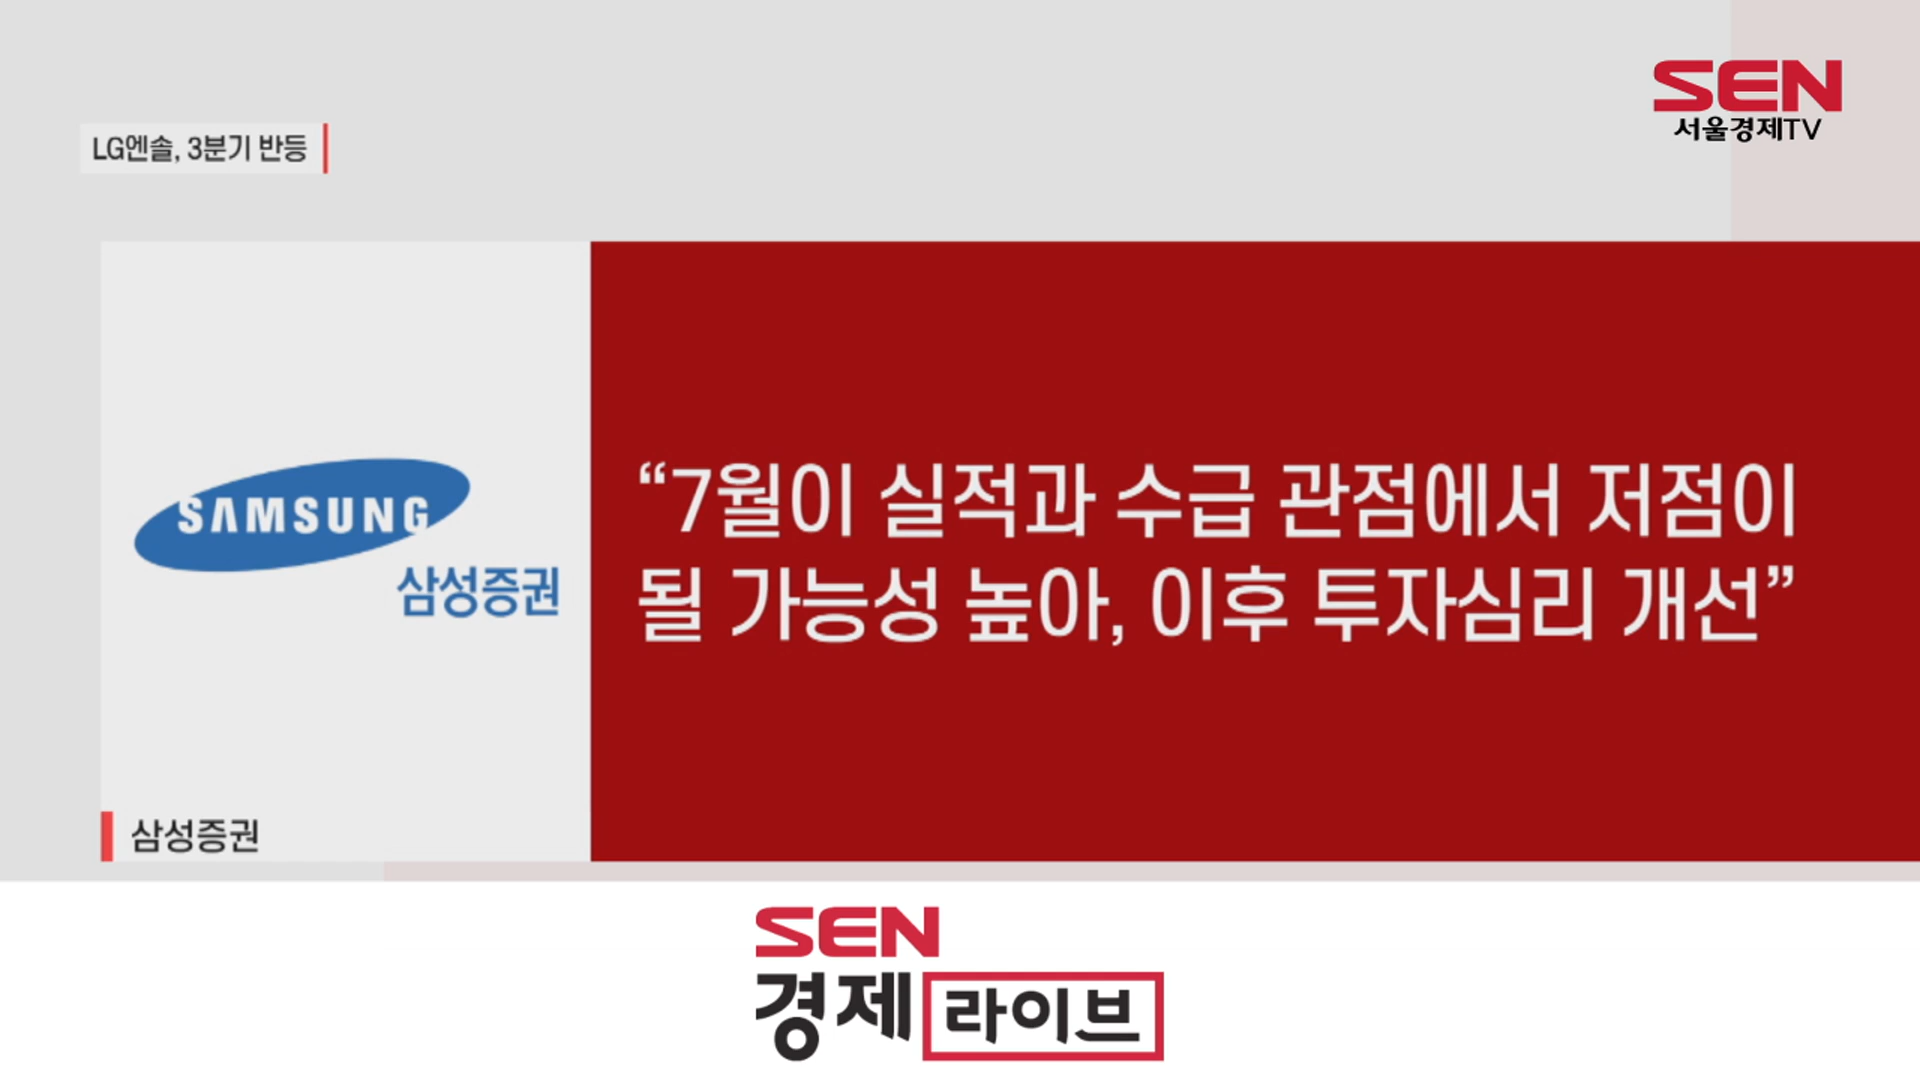 SEN
서울경제TV
LG엔솔, 3분기 반등
SAMSUNG
삼성증권
“7월이 실적과 수급 관점에서 저점이
될 가능성 높아, 이후 투자심리 개선”
삼성증권
SEN
경제라이브